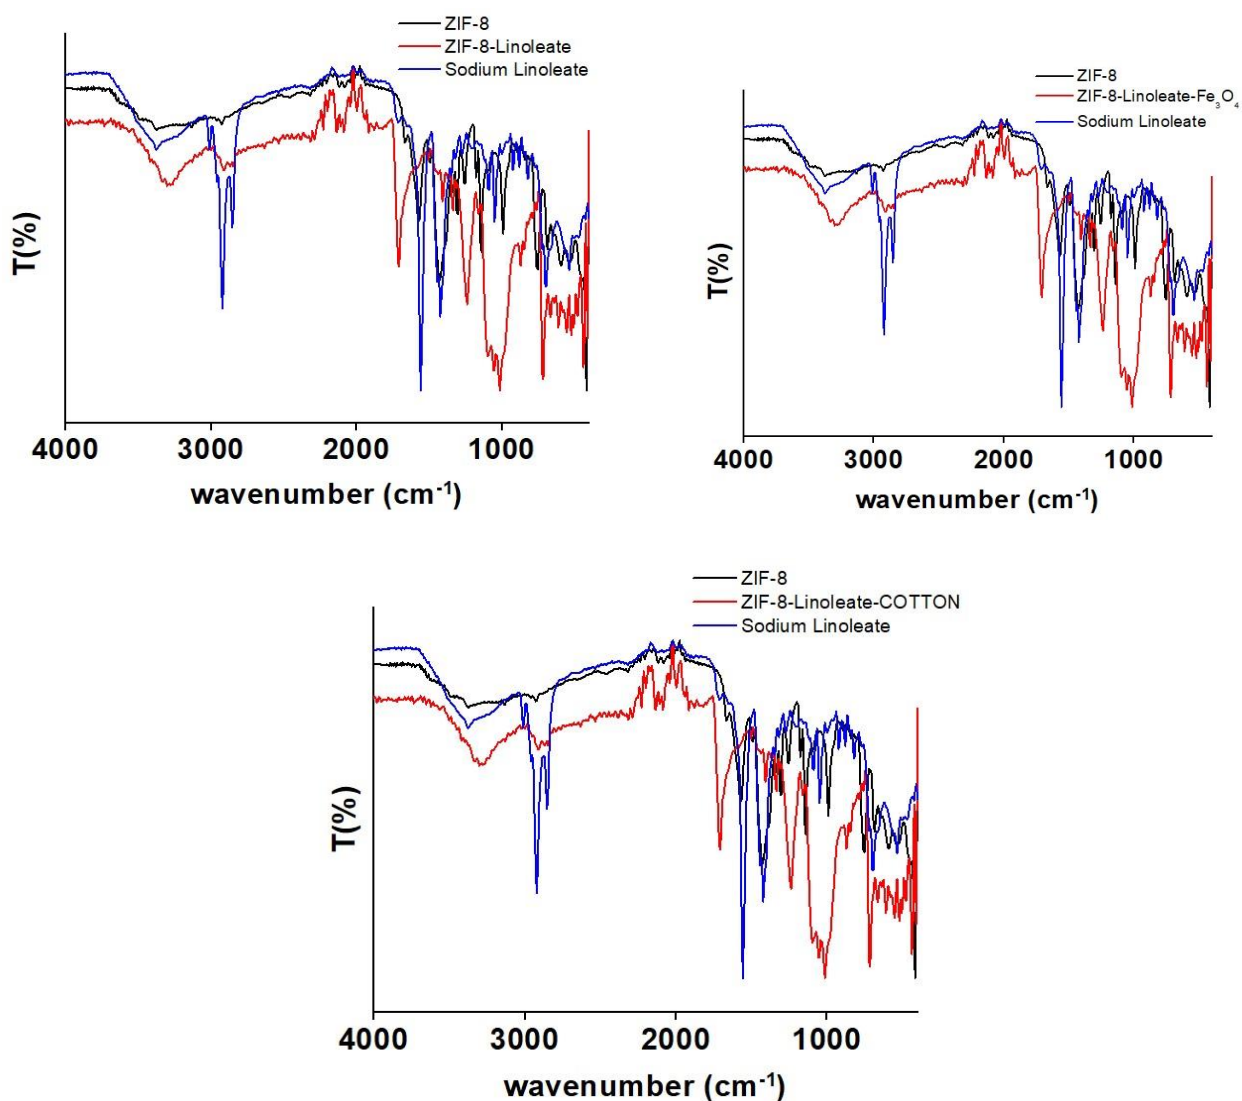 ZIF-8
ZIF-8-Linoleate
Sodium Linoleate
T(%)
4000 3000 2000 1000
wavenumber (cm⁻¹)
ZIF-8
ZIF-8-Linoleate-Fe₃O₄
Sodium Linoleate
T(%)
4000 3000 2000 1000
wavenumber (cm⁻¹)
ZIF-8
ZIF-8-Linoleate-COTTON
Sodium Linoleate
T(%)
4000 3000 2000 1000
wavenumber (cm⁻¹)